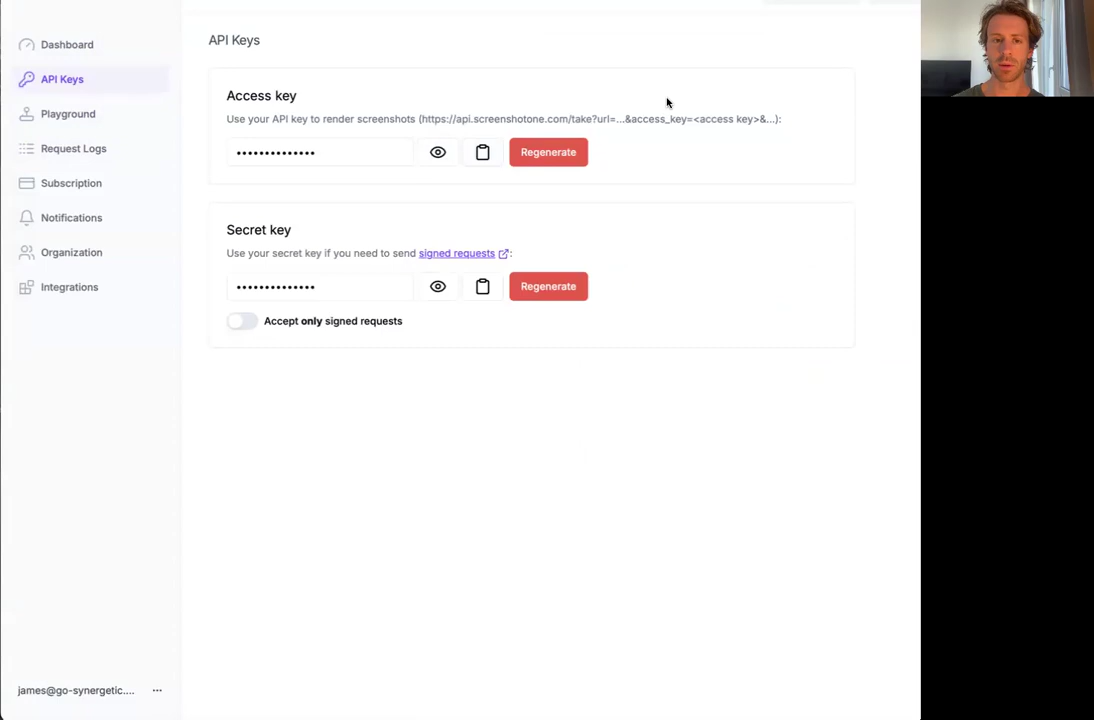 Dashboard
API Keys
Playground
Request Logs
Subscription
Notifications
Organization
Integrations
james@go-synergetic....
API Keys
Access key
Use your API key to render screenshots (https://api.screenshotone.com/take?url=...&access_key=<access key>&...):
••••••••••••••
Regenerate
Secret key
Use your secret key if you need to send signed requests :
••••••••••••••
Regenerate
Accept only signed requests